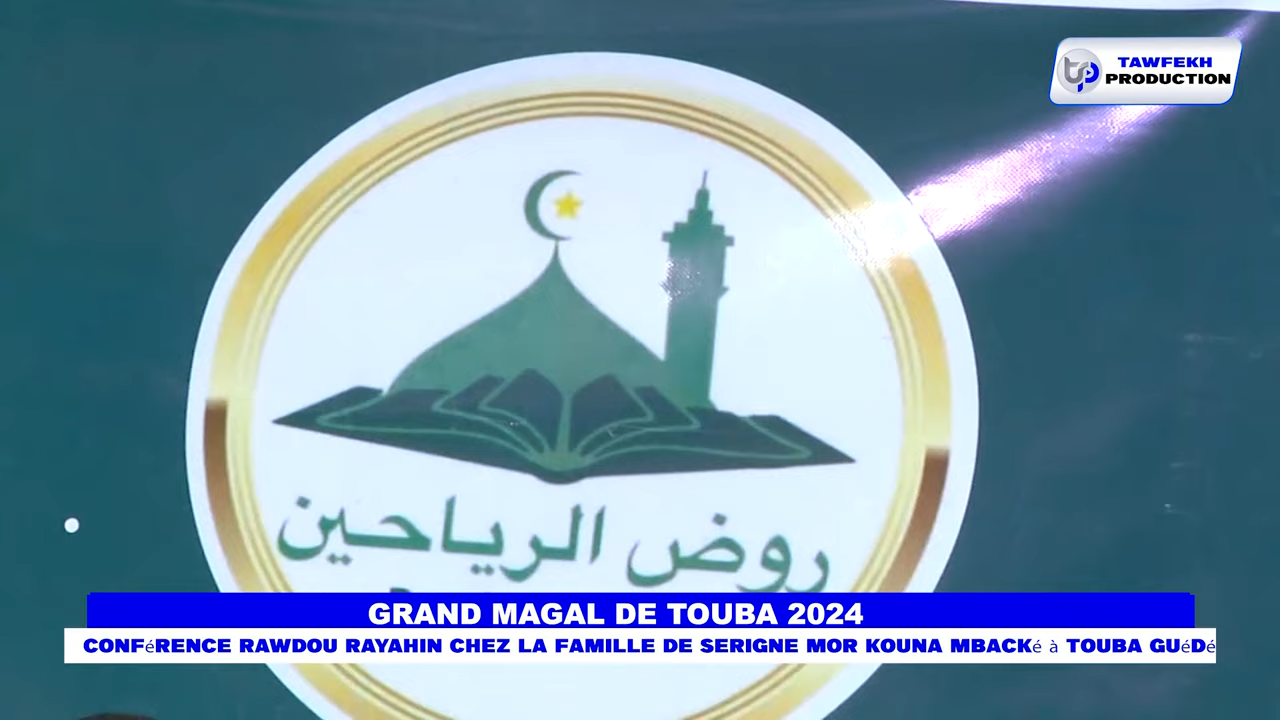 TAWFEKH
PRODUCTION
روض الرياحين
GRAND MAGAL DE TOUBA 2024
CONFéRENCE RAWDOU RAYAHIN CHEZ LA FAMILLE DE SERIGNE MOR KOUNA MBACKé à TOUBA GUéDé